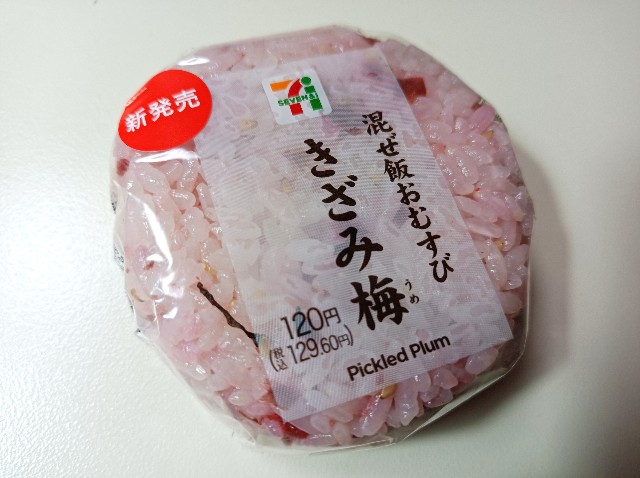 新発売
SEVEN & i
混ぜ飯おむすび
きざみ梅
うめ
120円
(税込129.60円)
Pickled Plum